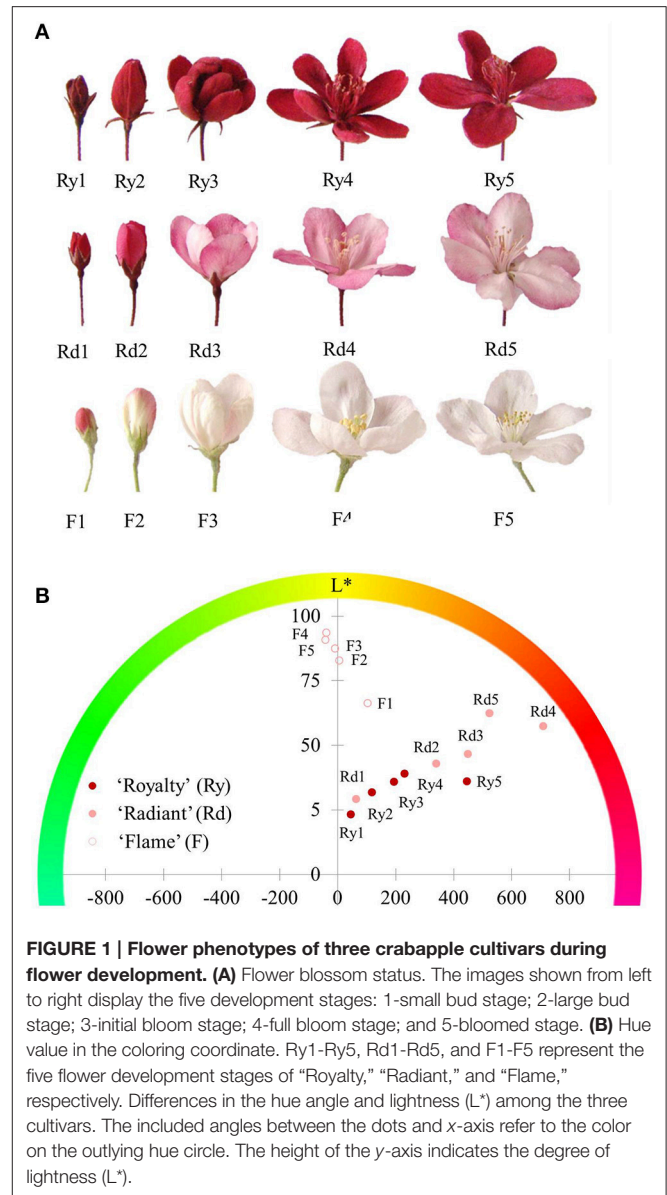 A
Ry1 Ry2 Ry3 Ry4 Ry5
Rd1 Rd2 Rd3 Rd4 Rd5
F1 F2 F3 F4 F5
B
L*
100
F4
F3
F5
F2
75
F1
Rd5
Rd4
50
Rd3
Rd2
Rd1
Ry4
Ry5
'Royalty' (Ry)
Ry3
'Radiant' (Rd)
5
Ry2
Ry1
'Flame' (F)
0
-800 -600 -400 -200 0 200 400 600 800
FIGURE 1 | Flower phenotypes of three crabapple cultivars during
flower development. (A) Flower blossom status. The images shown from left
to right display the five development stages: 1-small bud stage; 2-large bud
stage; 3-initial bloom stage; 4-full bloom stage; and 5-bloomed stage. (B) Hue
value in the coloring coordinate. Ry1-Ry5, Rd1-Rd5, and F1-F5 represent the
five flower development stages of “Royalty,” “Radiant,” and “Flame,”
respectively. Differences in the hue angle and lightness (L*) among the three
cultivars. The included angles between the dots and x-axis refer to the color
on the outlying hue circle. The height of the y-axis indicates the degree of
lightness (L*).